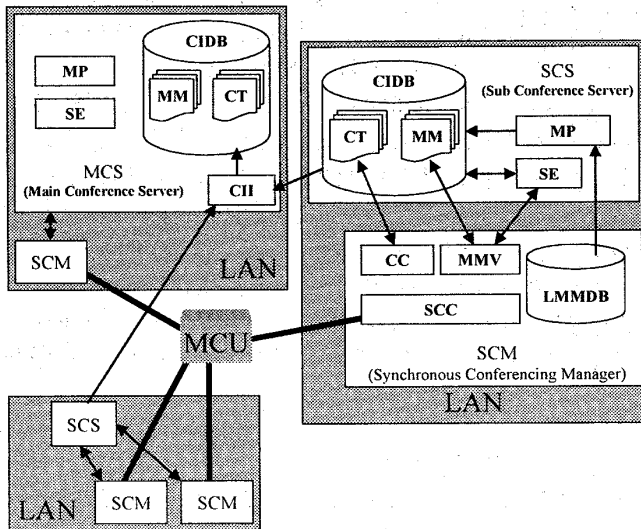 CIDB
MP
MM
CT
SE
MCS
(Main Conference Server)
CII
SCM
LAN
SCS
(Sub Conference Server)
CIDB
CT
MM
MP
SE
CC
MMV
LMMDB
SCC
SCM
(Synchronous Conferencing Manager)
LAN
MCU
SCS
LAN
SCM
SCM